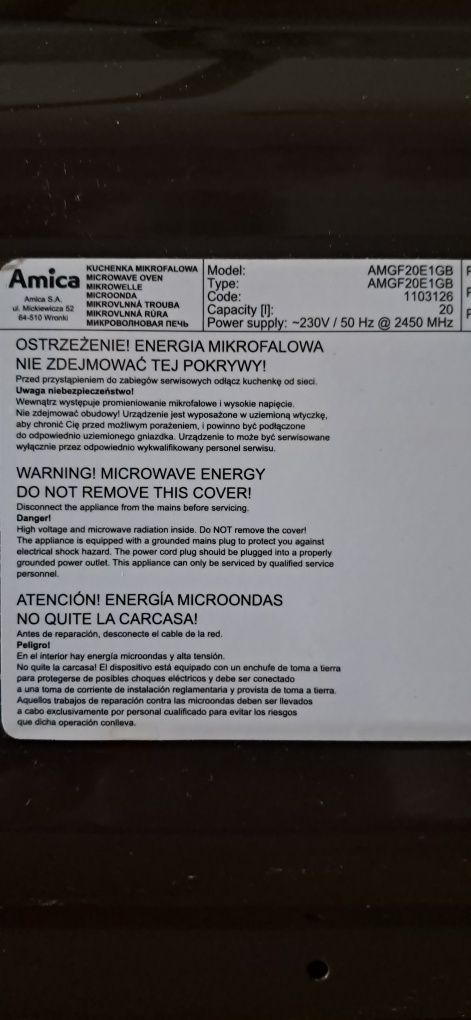 Amica
Amica S.A.
ul. Mickiewicza 52
64-510 Wronki
KUCHENKA MIKROFALOWA
MICROWAVE OVEN
MIKROWELLE
MICROONDA
MIKROVLNNÁ TROUBA
MIKROVLNNÁ RÚRA
МИКРОВОЛНОВАЯ ПЕЧЬ
Model: AMGF20E1GB
Type: AMGF20E1GB
Code: 1103126
Capacity [l]: 20
Power supply: ~230V / 50 Hz @ 2450 MHz
OSTRZEŻENIE! ENERGIA MIKROFALOWA
NIE ZDEJMOWAĆ TEJ POKRYWY!
Przed przystąpieniem do zabiegów serwisowych odłącz kuchenkę od sieci.
Uwaga niebezpieczeństwo!
Wewnątrz występuje promieniowanie mikrofalowe i wysokie napięcie.
Nie zdejmować obudowy! Urządzenie jest wyposażone w uziemioną wtyczkę,
aby chronić Cię przed możliwym porażeniem, i powinno być podłączone
do odpowiednio uziemionego gniazdka. Urządzenie to może być serwisowane
wyłącznie przez odpowiednio wykwalifikowany personel serwisu.
WARNING! MICROWAVE ENERGY
DO NOT REMOVE THIS COVER!
Disconnect the appliance from the mains before servicing.
Danger!
High voltage and microwave radiation inside. Do NOT remove the cover!
The appliance is equipped with a grounded mains plug to protect you against
electrical shock hazard. The power cord plug should be plugged into a properly
grounded power outlet. This appliance can only be serviced by qualified service
personnel.
ATENCIÓN! ENERGÍA MICROONDAS
NO QUITE LA CARCASA!
Antes de reparación, desconecte el cable de la red.
Peligro!
En el interior hay energía microondas y alta tensión.
No quite la carcasa! El dispositivo está equipado con un enchufe de toma a tierra
para protegerse de posibles choques eléctricos y debe ser conectado
a una toma de corriente de instalación reglamentaria y provista de toma a tierra.
Aquellos trabajos de reparación contra las microondas deben ser llevados
a cabo exclusivamente por personal cualificado para evitar los riesgos
que dicha operación conlleva.